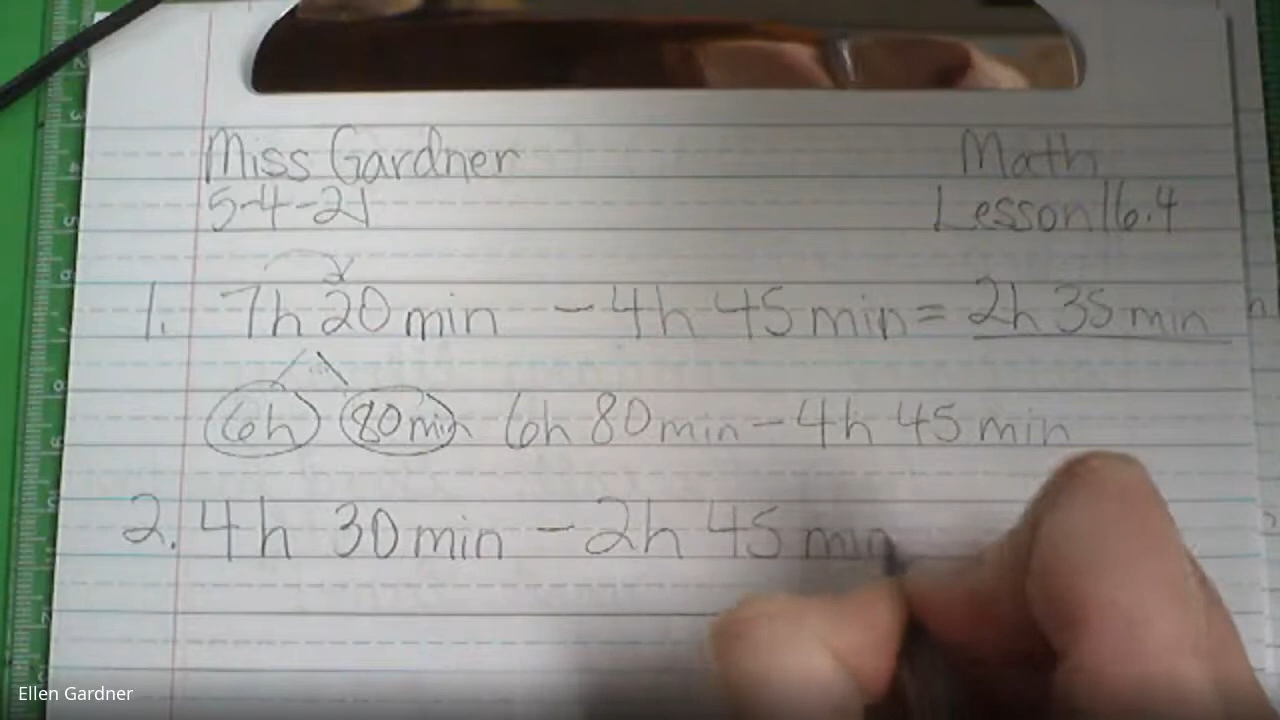 Miss Gardner Math
5-4-21 Lesson 16.4
1. 7h 20 min - 4h 45 min = 2h 35 min
6h 80 min 6h 80 min - 4h 45 min
2. 4h 30 min - 2h 45 min
Ellen Gardner